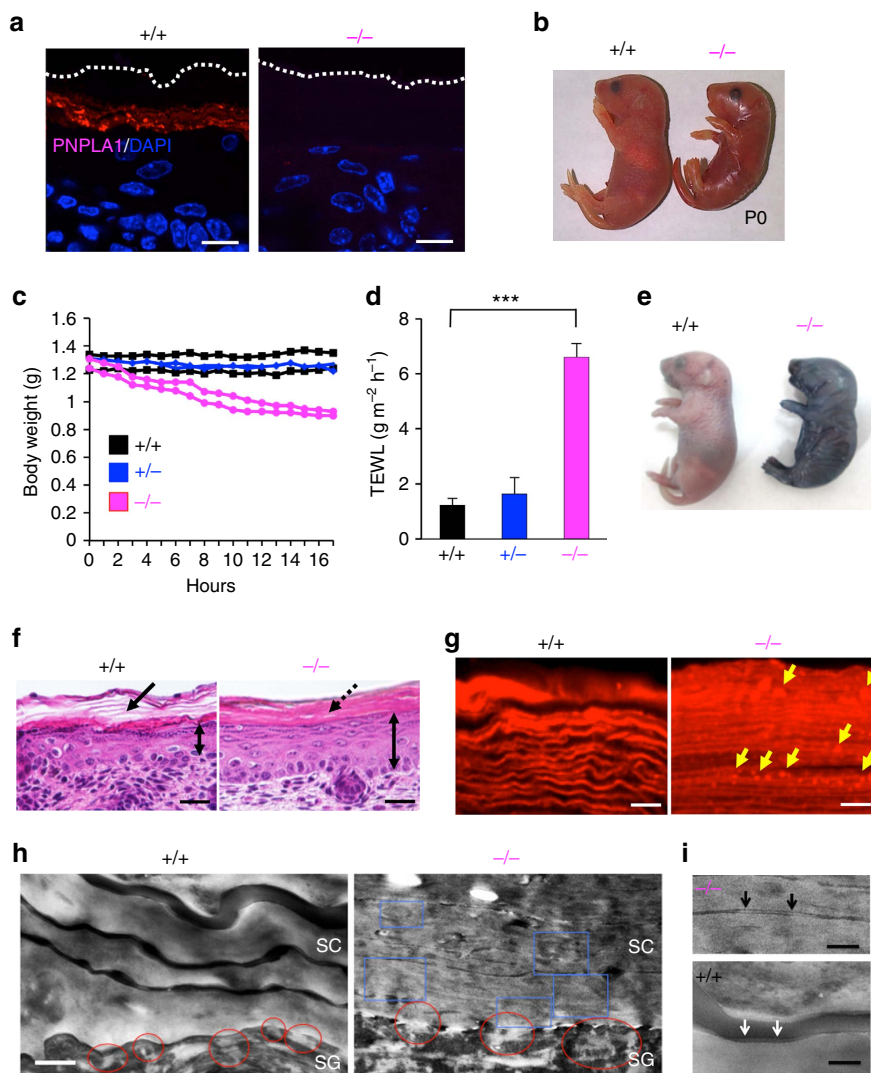 a
+/+
–/–
PNPLA1/DAPI
b
+/+
–/–
P0
c
1.6
1.4
1.2
1
0.8
0.6
0.4
0.2
0
Body weight (g)
+/+
+/–
–/–
0 2 4 6 8 10 12 14 16
Hours
d
***
8
6
4
2
0
TEWL (g m⁻² h⁻¹)
+/+ +/– –/–
e
+/+
–/–
f
+/+
–/–
g
+/+
–/–
h
+/+
–/–
SC
SG
SC
SG
i
–/–
+/+